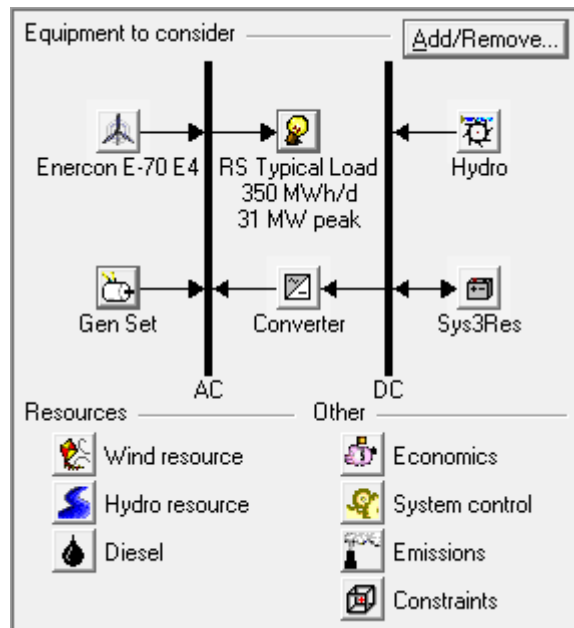 Equipment to consider
Add/Remove...
Enercon E-70 E4
RS Typical Load
350 MWh/d
31 MW peak
Hydro
Gen Set
Converter
Sys3Res
AC
DC
Resources
Other
Wind resource
Economics
Hydro resource
System control
Diesel
Emissions
Constraints